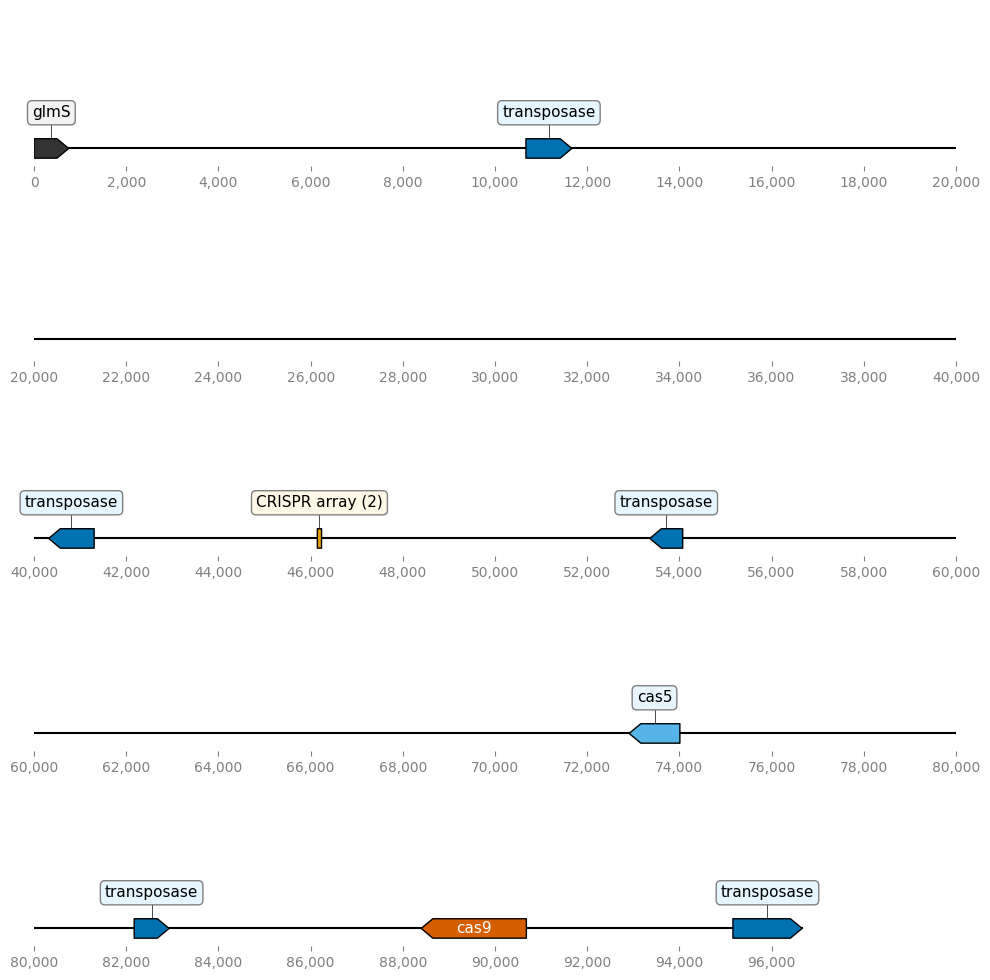 glmS transposase
0 2,000 4,000 6,000 8,000 10,000 12,000 14,000 16,000 18,000 20,000
20,000 22,000 24,000 26,000 28,000 30,000 32,000 34,000 36,000 38,000 40,000
transposase CRISPR array (2) transposase
40,000 42,000 44,000 46,000 48,000 50,000 52,000 54,000 56,000 58,000 60,000
cas5
60,000 62,000 64,000 66,000 68,000 70,000 72,000 74,000 76,000 78,000 80,000
transposase transposase
cas9
80,000 82,000 84,000 86,000 88,000 90,000 92,000 94,000 96,000